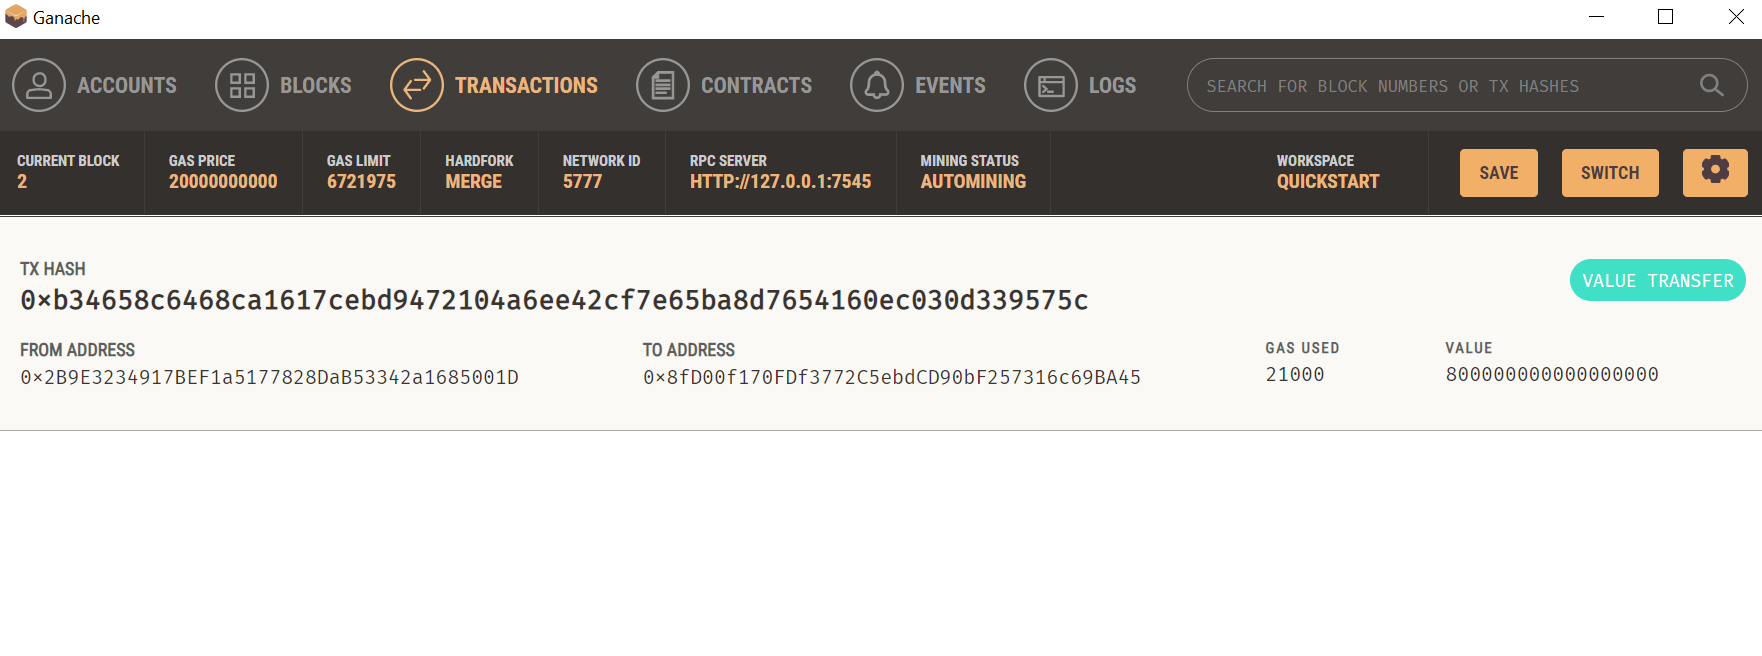 Ganache
ACCOUNTS BLOCKS TRANSACTIONS CONTRACTS EVENTS LOGS SEARCH FOR BLOCK NUMBERS OR TX HASHES
CURRENT BLOCK GAS PRICE GAS LIMIT HARDFORK NETWORK ID RPC SERVER MINING STATUS WORKSPACE
2 20000000000 6721975 MERGE 5777 HTTP://127.0.0.1:7545 AUTOMINING QUICKSTART SAVE SWITCH
TX HASH
0×b34658c6468ca1617cebd9472104a6ee42cf7e65ba8d7654160ec030d339575c VALUE TRANSFER
FROM ADDRESS TO ADDRESS GAS USED VALUE
0×2B9E3234917BEF1a5177828DaB53342a1685001D 0×8fD00f170FDf3772C5ebdCD90bF257316c69BA45 21000 800000000000000000